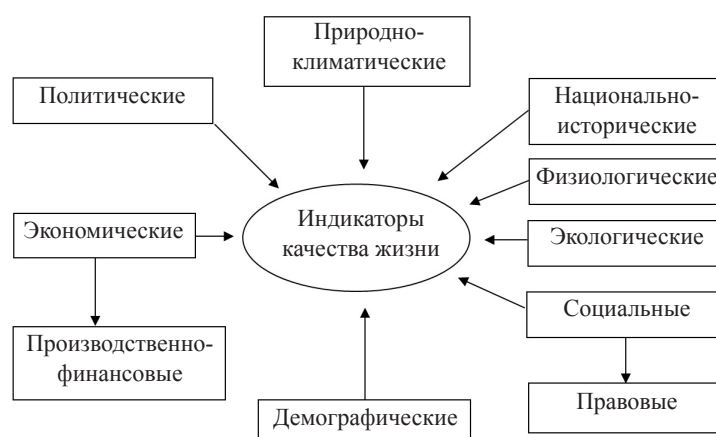 Природно-
климатические
Политические
Национально-
исторические
Физиологические
Индикаторы
качества жизни
Экономические
Экологические
Социальные
Производственно-
финансовые
Правовые
Демографические